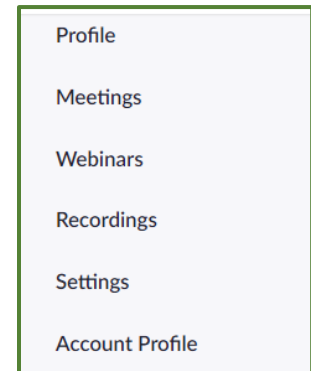 Profile
Meetings
Webinars
Recordings
Settings
Account Profile